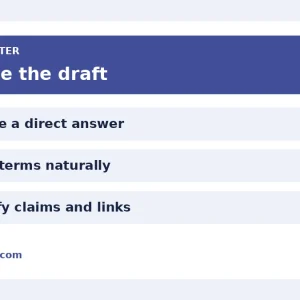 TER
e the draft
e a direct answer
terms naturally
fy claims and links
com